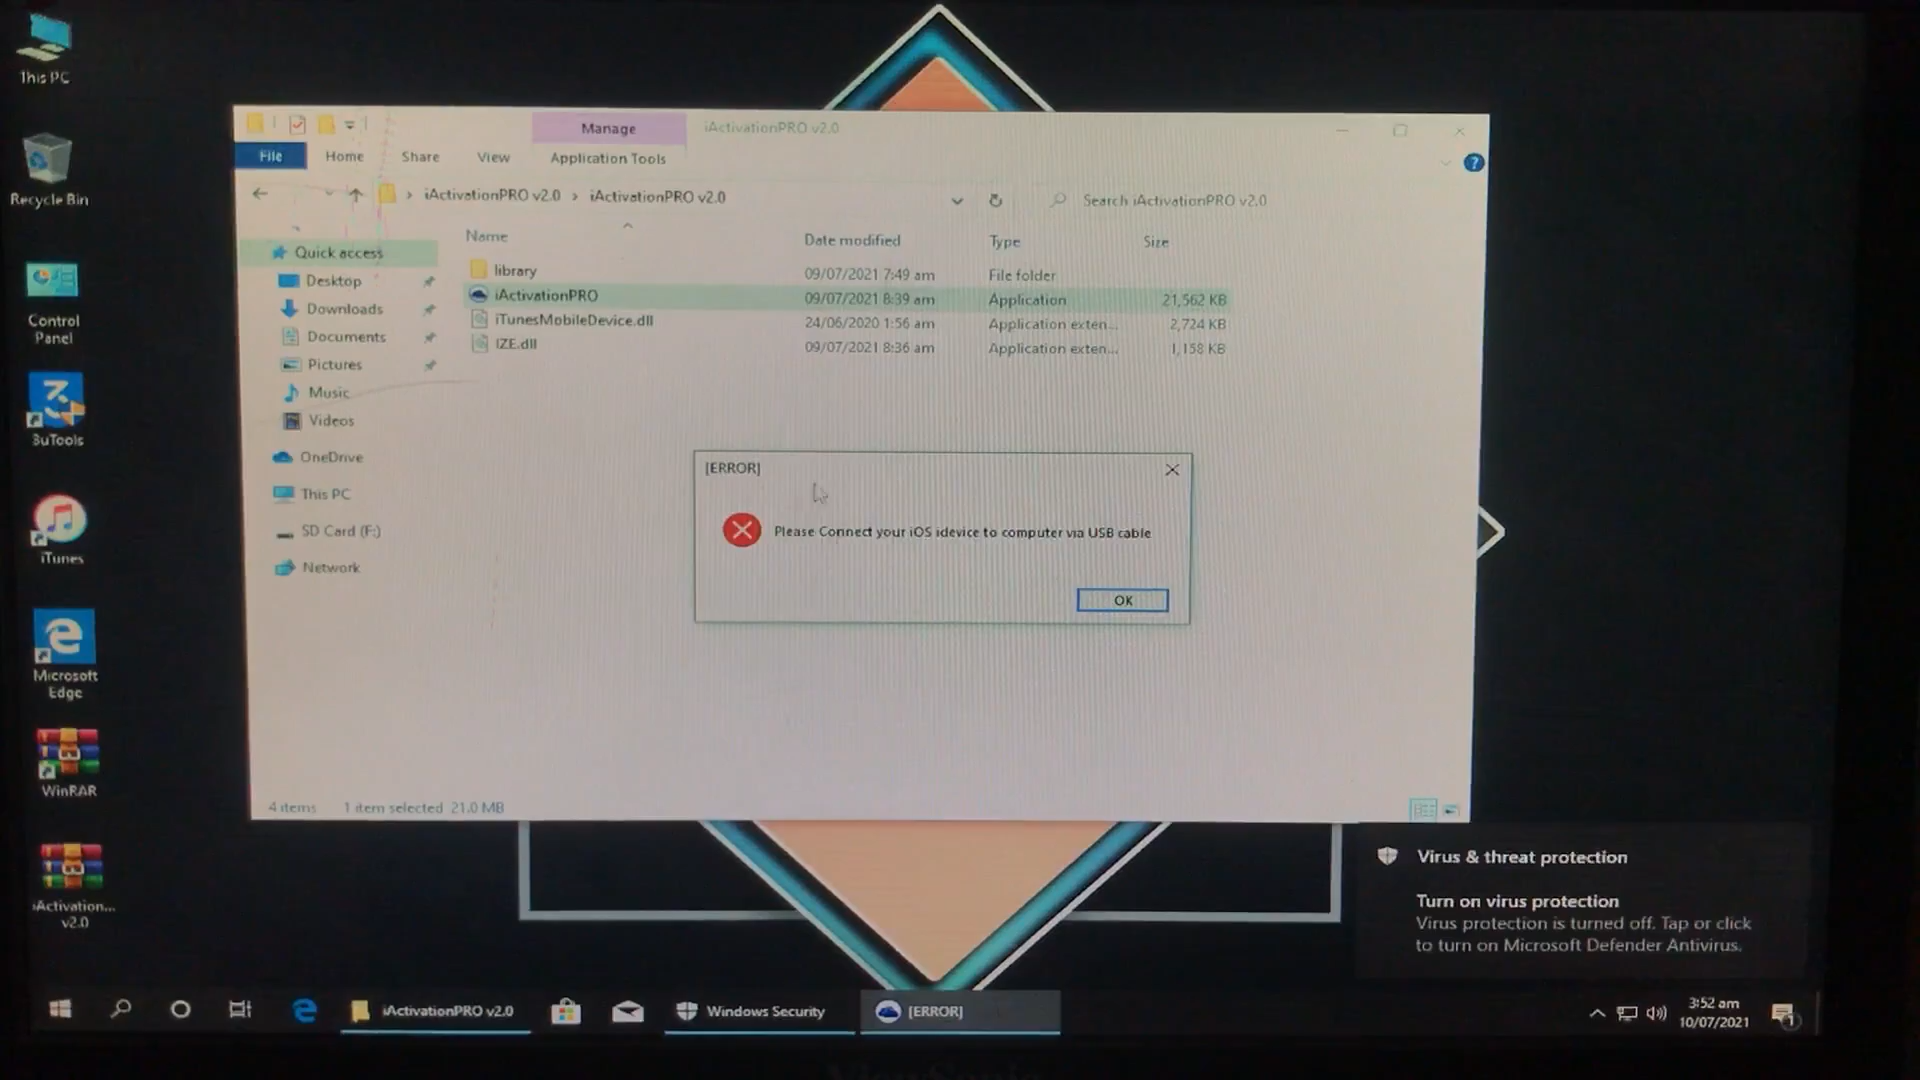 This PC
Recycle Bin
Control
Panel
3uTools
iTunes
Microsoft
Edge
WinRAR
iActivation...
v2.0
Manage
iActivationPRO v2.0
File
Home
Share
View
Application Tools
iActivationPRO v2.0 › iActivationPRO v2.0
Search iActivationPRO v2.0
Name
Date modified
Type
Size
library
09/07/2021 7:49 am
File folder
iActivationPRO
09/07/2021 8:39 am
Application
21,562 KB
iTunesMobileDevice.dll
24/06/2020 1:56 am
Application exten...
2,724 KB
IZE.dll
09/07/2021 8:36 am
Application exten...
1,158 KB
Quick access
Desktop
Downloads
Documents
Pictures
Music
Videos
OneDrive
This PC
SD Card (F:)
Network
[ERROR]
Please Connect your iOS idevice to computer via USB cable
OK
4 items
1 item selected 21.0 MB
Virus & threat protection
Turn on virus protection
Virus protection is turned off. Tap or click
to turn on Microsoft Defender Antivirus.
iActivationPRO v2.0
Windows Security
[ERROR]
3:52 am
10/07/2021
1
ViewSonic